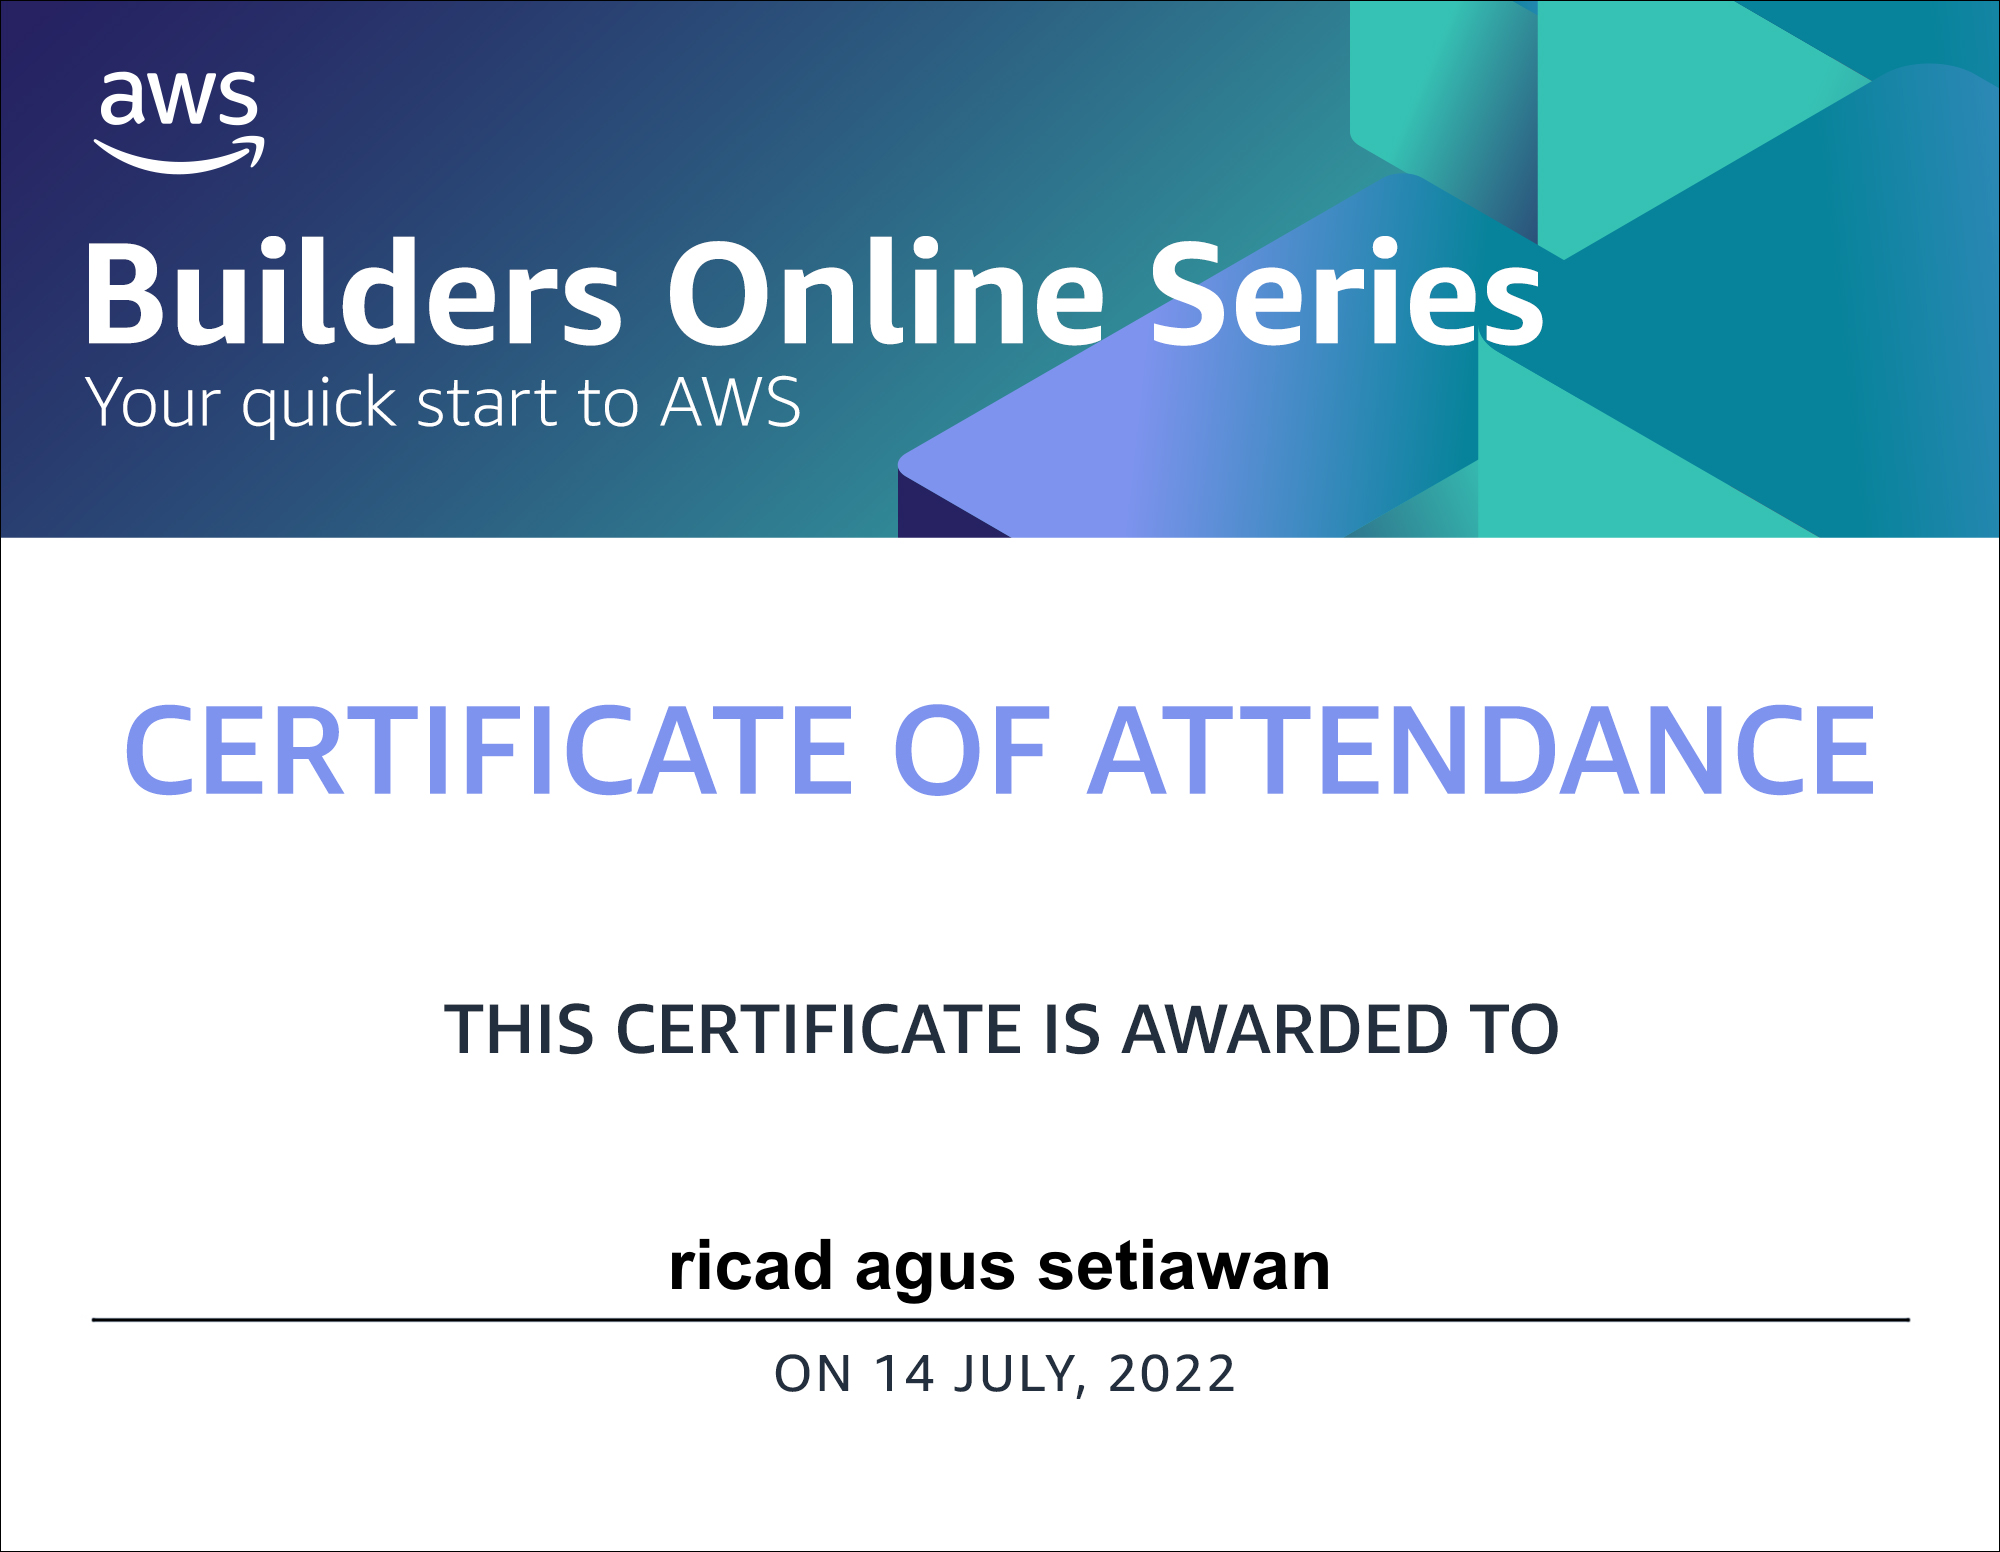 aws
Builders Online Series
Your quick start to AWS
CERTIFICATE OF ATTENDANCE
THIS CERTIFICATE IS AWARDED TO
ricad agus setiawan
ON 14 JULY, 2022